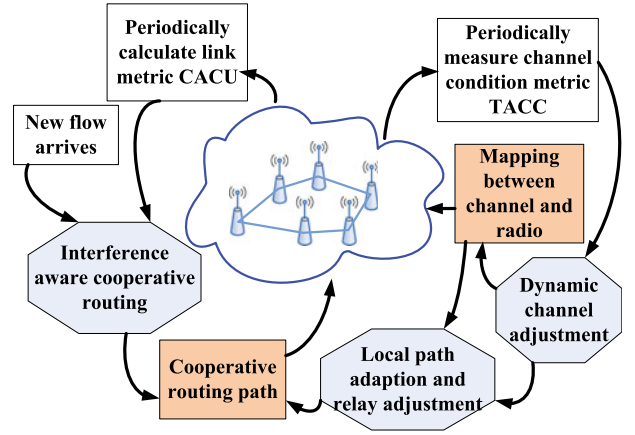 Periodically
calculate link
metric CACU
Periodically
measure channel
condition metric
TACC
New flow
arrives
Mapping
between
channel and
radio
Interference
aware cooperative
routing
Dynamic
channel
adjustment
Cooperative
routing path
Local path
adaption and
relay adjustment